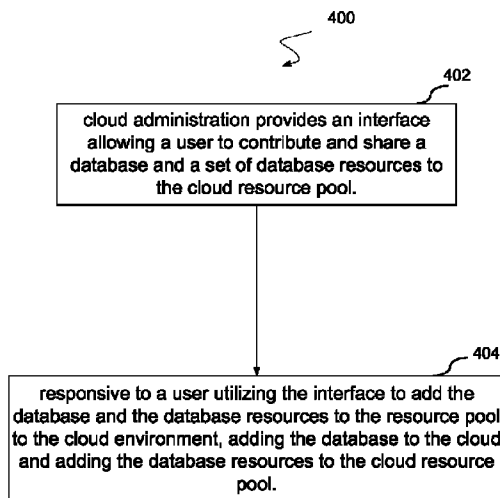 400
402
cloud administration provides an interface
allowing a user to contribute and share a
database and a set of database resources to
the cloud resource pool.
404
responsive to a user utilizing the interface to add the
database and the database resources to the resource pool
to the cloud environment, adding the database to the cloud
and adding the database resources to the cloud resource
pool.